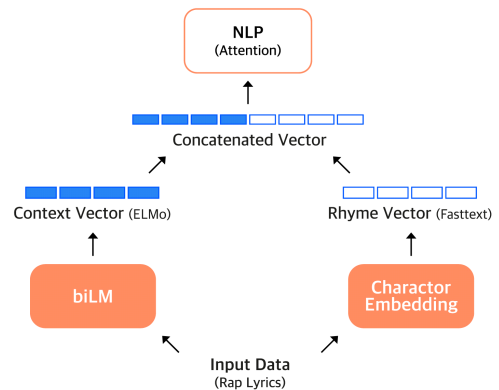 NLP
(Attention)
Concatenated Vector
Context Vector (ELMo)
Rhyme Vector (Fasttext)
biLM
Charactor
Embedding
Input Data
(Rap Lyrics)